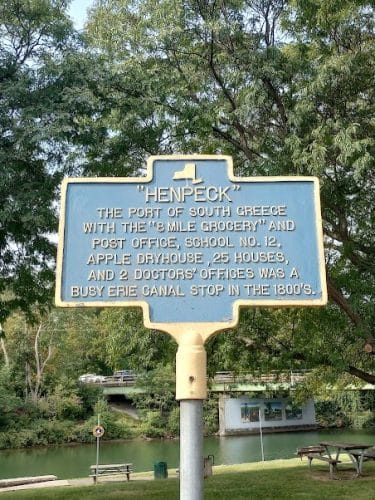 "HENPECK"
THE PORT OF SOUTH GREECE
WITH THE "8 MILE GROCERY" AND
POST OFFICE, SCHOOL NO. 12,
APPLE DRYHOUSE, 25 HOUSES,
AND 2 DOCTORS' OFFICES WAS A
BUSY ERIE CANAL STOP IN THE 1800'S.